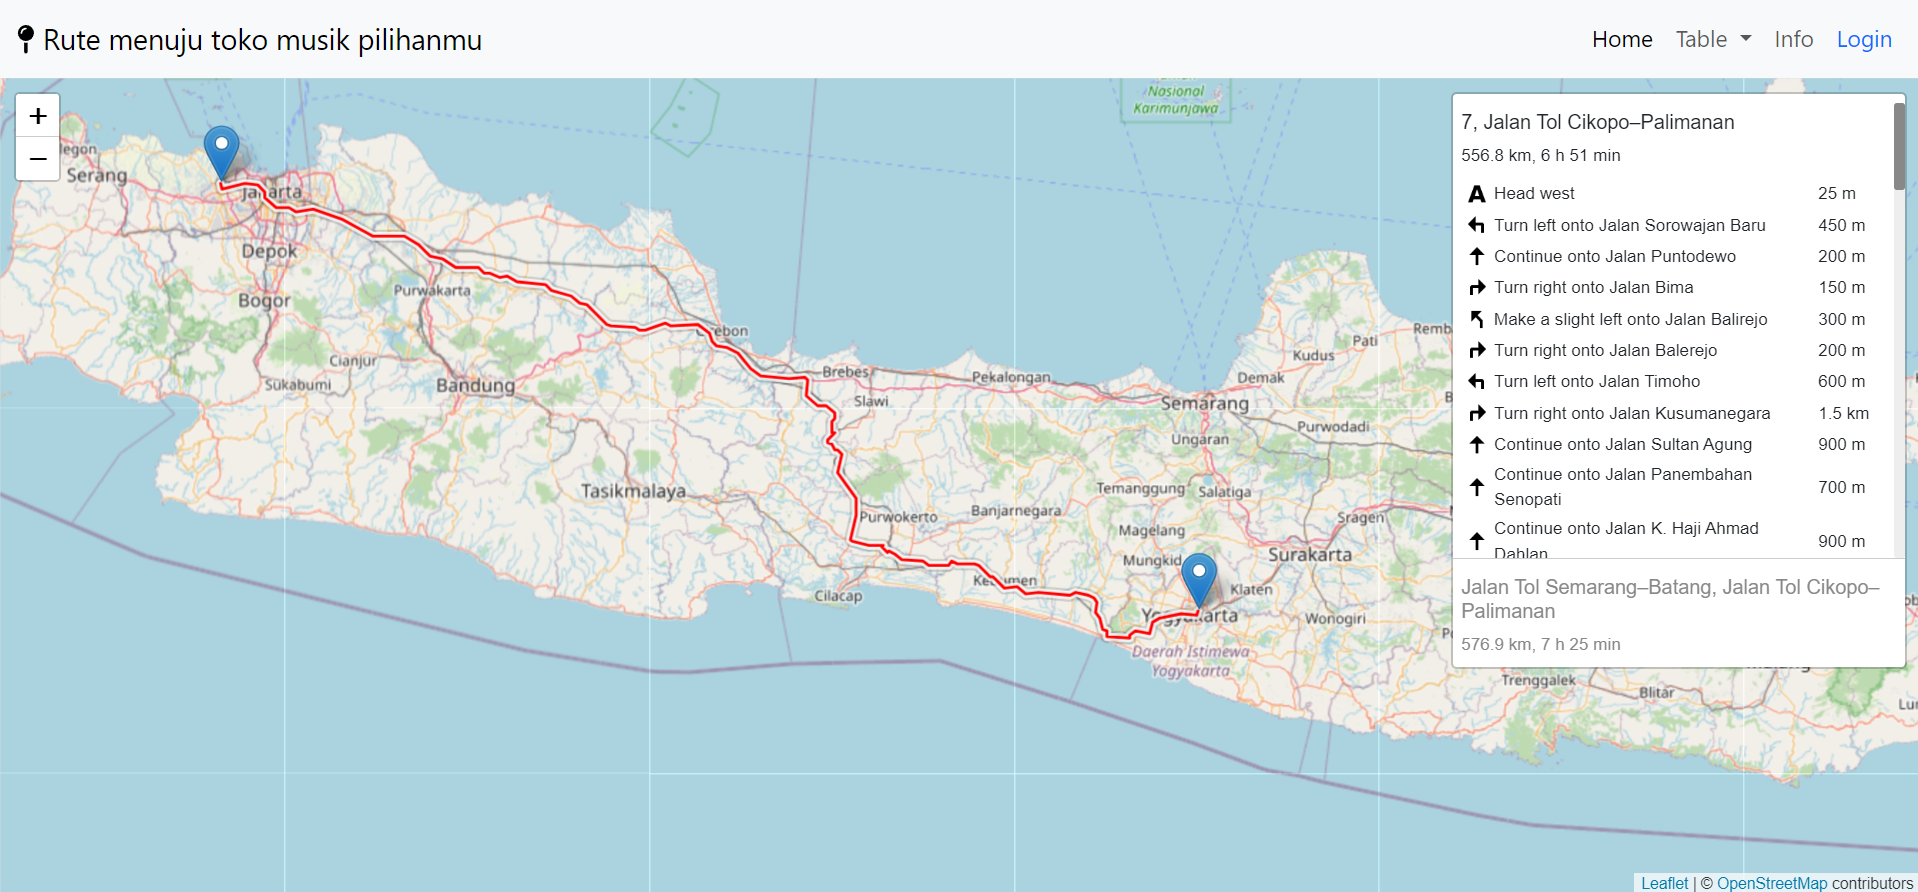 Rute menuju toko musik pilihanmu
Home Table Info Login
+
−
7, Jalan Tol Cikopo–Palimanan
556.8 km, 6 h 51 min
Head west 25 m
Turn left onto Jalan Sorowajan Baru 450 m
Continue onto Jalan Puntodewo 200 m
Turn right onto Jalan Bima 150 m
Make a slight left onto Jalan Balirejo 300 m
Turn right onto Jalan Balerejo 200 m
Turn left onto Jalan Timoho 600 m
Turn right onto Jalan Kusumanegara 1.5 km
Continue onto Jalan Sultan Agung 900 m
Continue onto Jalan Panembahan
Senopati 700 m
Continue onto Jalan K. Haji Ahmad
Dahlan 900 m
Jalan Tol Semarang–Batang, Jalan Tol Cikopo–
Palimanan
576.9 km, 7 h 25 min
Nasional
Karimunjawa
Serang
Jakarta
Depok
Bogor
Purwakarta
Cianjur
Sukabumi
Bandung
Tasikmalaya
Brebes
Slawi
Pekalongan
Semarang
Ungaran
Kudus
Pati
Demak
Purwodadi
Temanggung
Salatiga
Sragen
Purwokerto
Banjarnegara
Magelang
Mungkid
Surakarta
Klaten
Cilacap
Yogyakarta
Wonogiri
Daerah Istimewa
Yogyakarta
Trenggalek
Blitar
Leaflet | © OpenStreetMap contributors